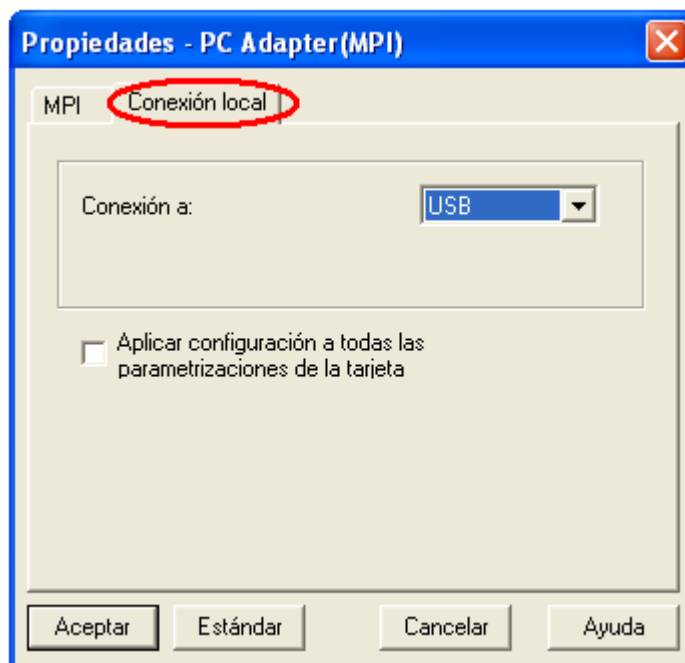 Propiedades - PC Adapter(MPI)
MPI
Conexión local
Conexión a:
USB
Aplicar configuración a todas las
parametrizaciones de la tarjeta
Aceptar
Estándar
Cancelar
Ayuda